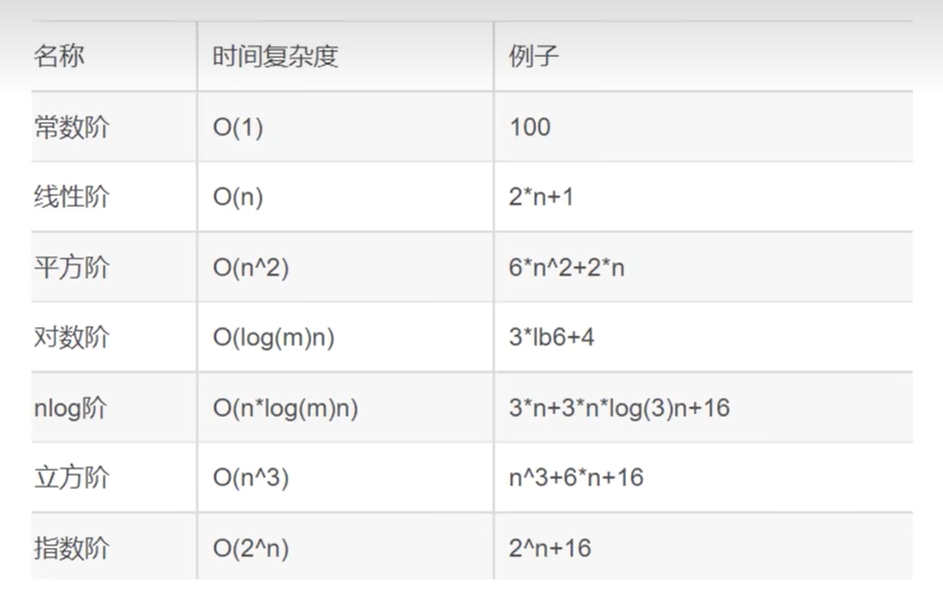 名称 时间复杂度 例子
常数阶 O(1) 100
线性阶 O(n) 2*n+1
平方阶 O(n^2) 6*n^2+2*n
对数阶 O(log(m)n) 3*lb6+4
nlog阶 O(n*log(m)n) 3*n+3*n*log(3)n+16
立方阶 O(n^3) n^3+6*n+16
指数阶 O(2^n) 2^n+16